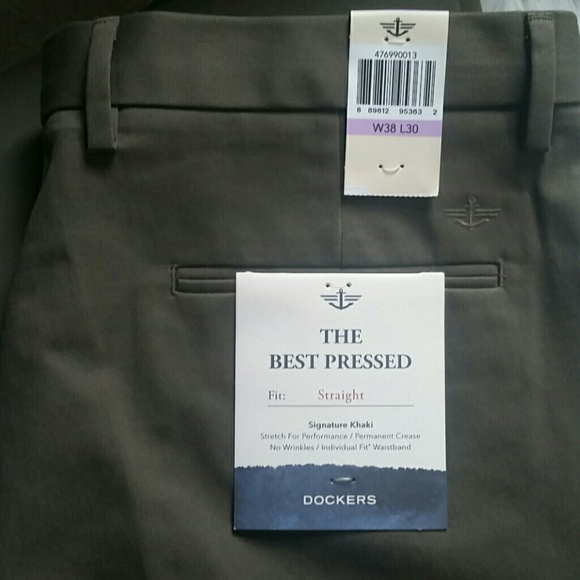 476990013
8 89812 95363 2
W38 L30
THE
BEST PRESSED
Fit: Straight
Signature Khaki
Stretch For Performance / Permanent Crease
No Wrinkles / Individual Fit® Waistband
DOCKERS